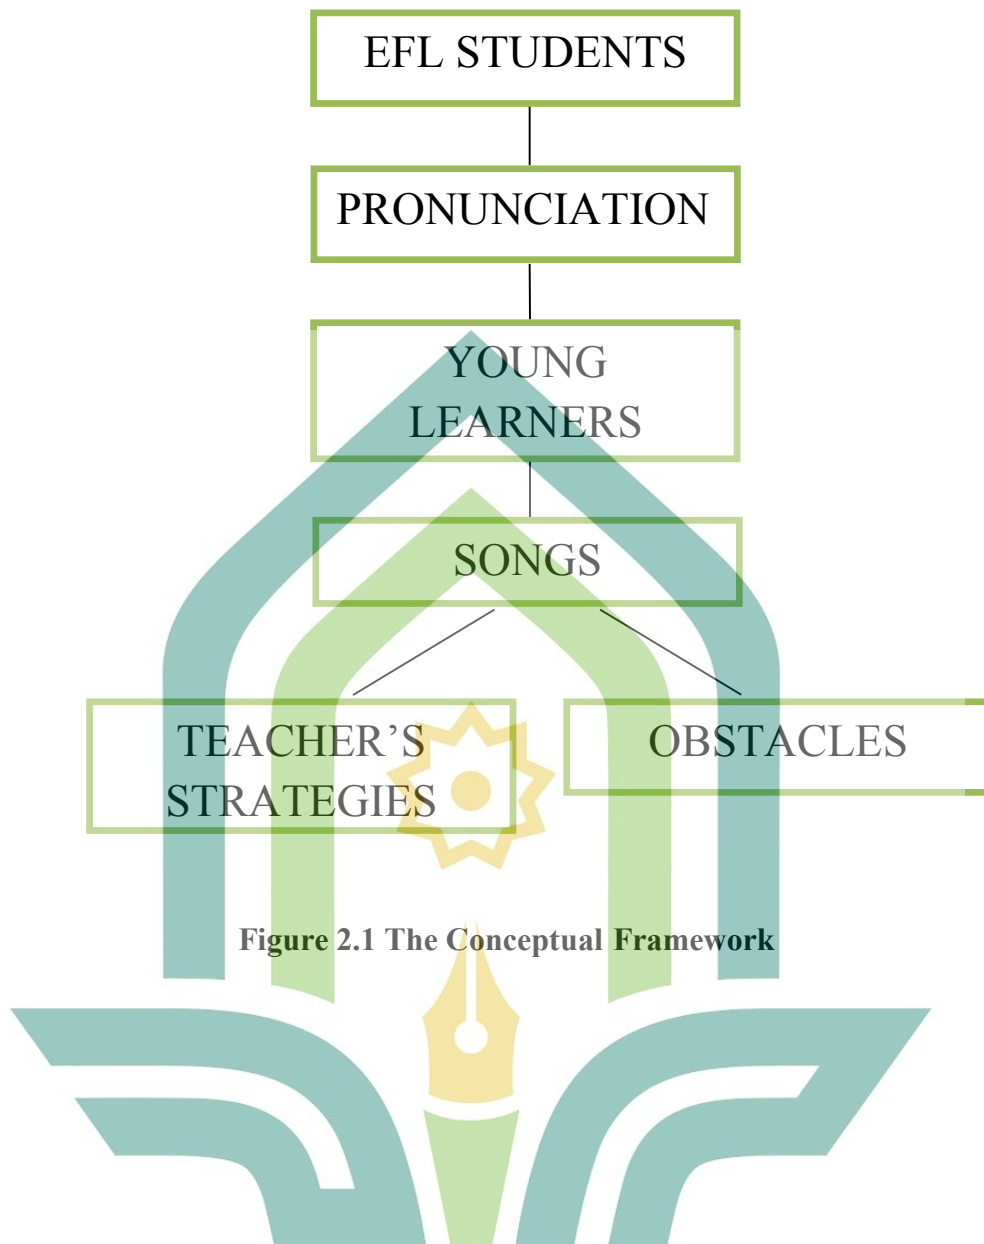 EFL STUDENTS
PRONUNCIATION
YOUNG
LEARNERS
SONGS
TEACHER’S
STRATEGIES
OBSTACLES
Figure 2.1 The Conceptual Framework